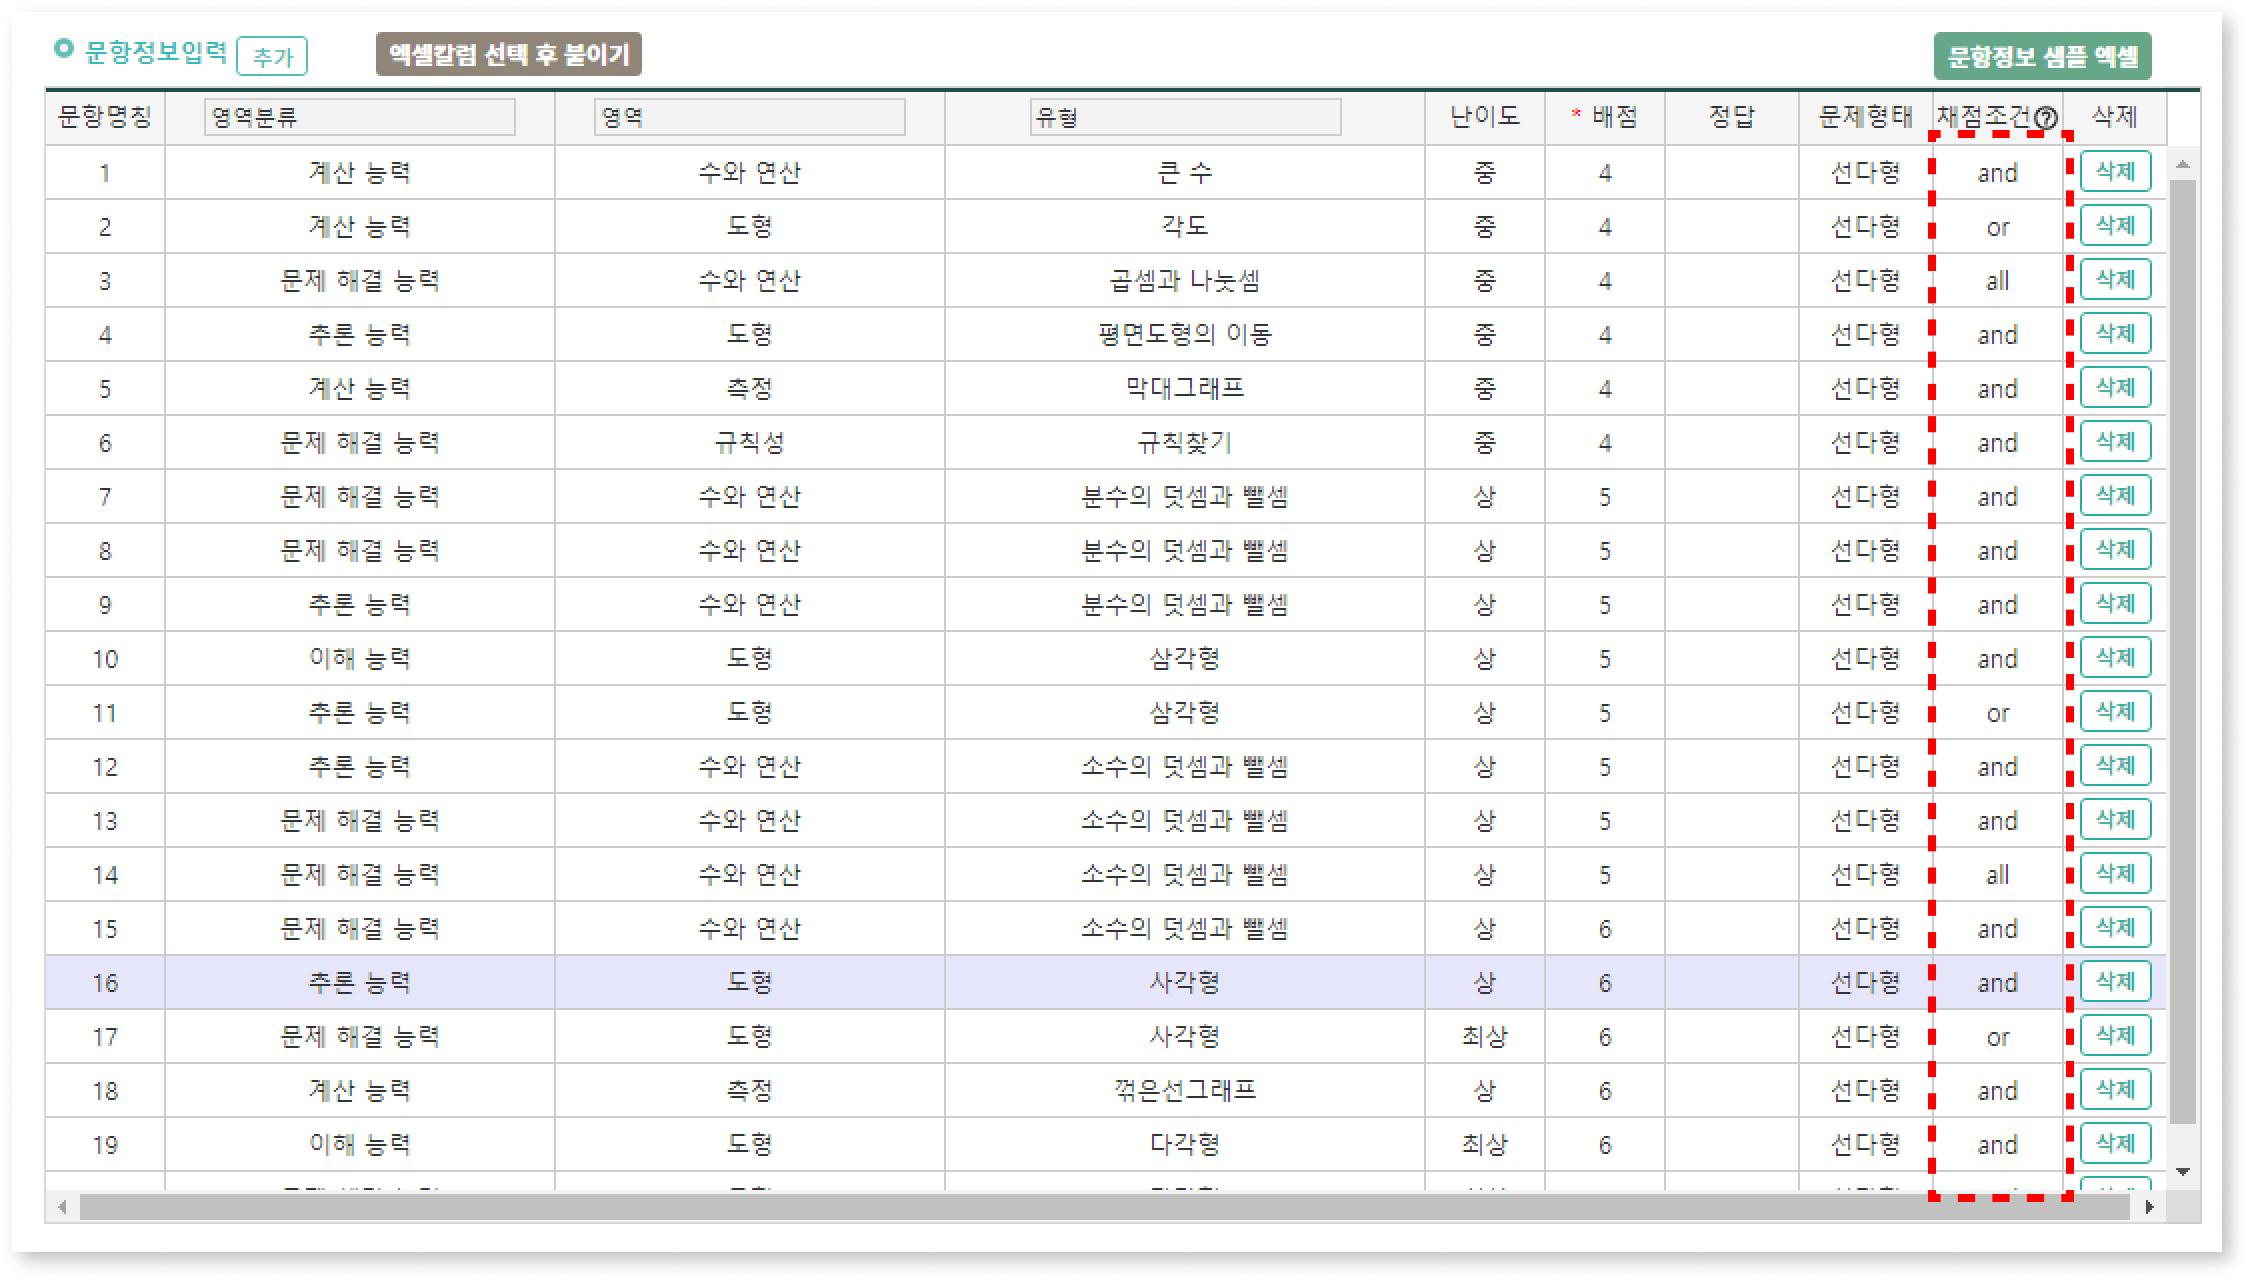 문항정보입력 추가 엑셀칼럼 선택 후 붙이기 문항정보 샘플 엑셀
문항명칭 영역분류 영역 유형 난이도 * 배점 정답 문제형태 채점조건? 삭제
1 계산 능력 수와 연산 큰 수 중 4 선다형 and 삭제
2 계산 능력 도형 각도 중 4 선다형 or 삭제
3 문제 해결 능력 수와 연산 곱셈과 나눗셈 중 4 선다형 all 삭제
4 추론 능력 도형 평면도형의 이동 중 4 선다형 and 삭제
5 계산 능력 측정 막대그래프 중 4 선다형 and 삭제
6 문제 해결 능력 규칙성 규칙찾기 중 4 선다형 and 삭제
7 문제 해결 능력 수와 연산 분수의 덧셈과 뺄셈 상 5 선다형 and 삭제
8 문제 해결 능력 수와 연산 분수의 덧셈과 뺄셈 상 5 선다형 and 삭제
9 추론 능력 수와 연산 분수의 덧셈과 뺄셈 상 5 선다형 and 삭제
10 이해 능력 도형 삼각형 상 5 선다형 and 삭제
11 추론 능력 도형 삼각형 상 5 선다형 or 삭제
12 추론 능력 수와 연산 소수의 덧셈과 뺄셈 상 5 선다형 and 삭제
13 문제 해결 능력 수와 연산 소수의 덧셈과 뺄셈 상 5 선다형 and 삭제
14 문제 해결 능력 수와 연산 소수의 덧셈과 뺄셈 상 5 선다형 all 삭제
15 문제 해결 능력 수와 연산 소수의 덧셈과 뺄셈 상 6 선다형 and 삭제
16 추론 능력 도형 사각형 상 6 선다형 and 삭제
17 문제 해결 능력 도형 사각형 최상 6 선다형 or 삭제
18 계산 능력 측정 꺾은선그래프 상 6 선다형 and 삭제
19 이해 능력 도형 다각형 최상 6 선다형 and 삭제